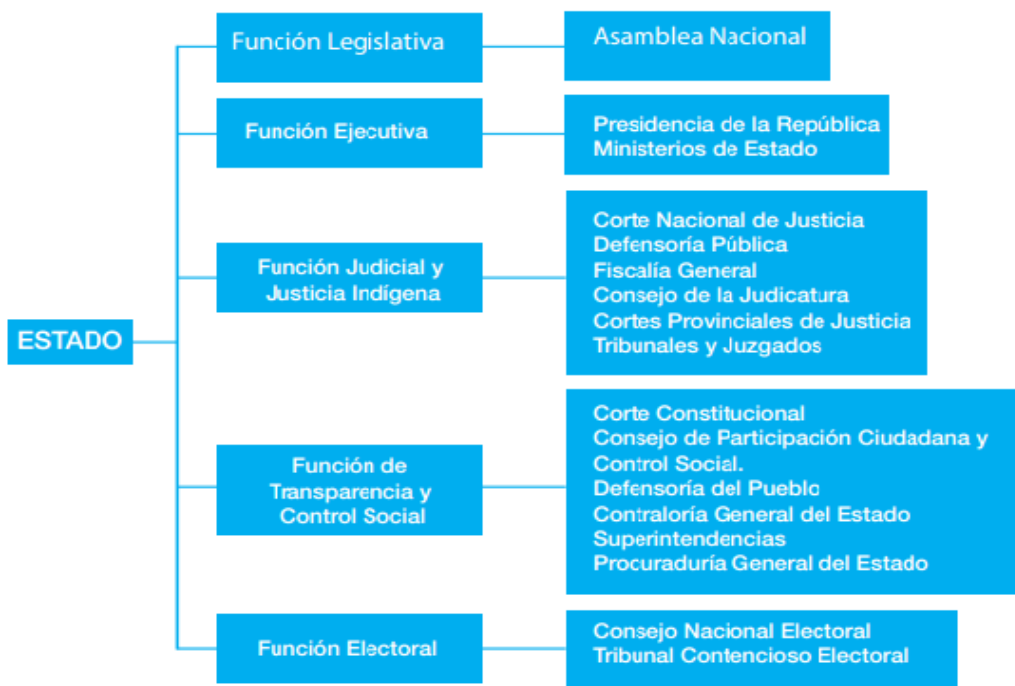 ESTADO
Función Legislativa
Asamblea Nacional
Función Ejecutiva
Presidencia de la República
Ministerios de Estado
Función Judicial y
Justicia Indígena
Corte Nacional de Justicia
Defensoría Pública
Fiscalía General
Consejo de la Judicatura
Cortes Provinciales de Justicia
Tribunales y Juzgados
Función de
Transparencia y
Control Social
Corte Constitucional
Consejo de Participación Ciudadana y
Control Social.
Defensoría del Pueblo
Contraloría General del Estado
Superintendencias
Procuraduría General del Estado
Función Electoral
Consejo Nacional Electoral
Tribunal Contencioso Electoral